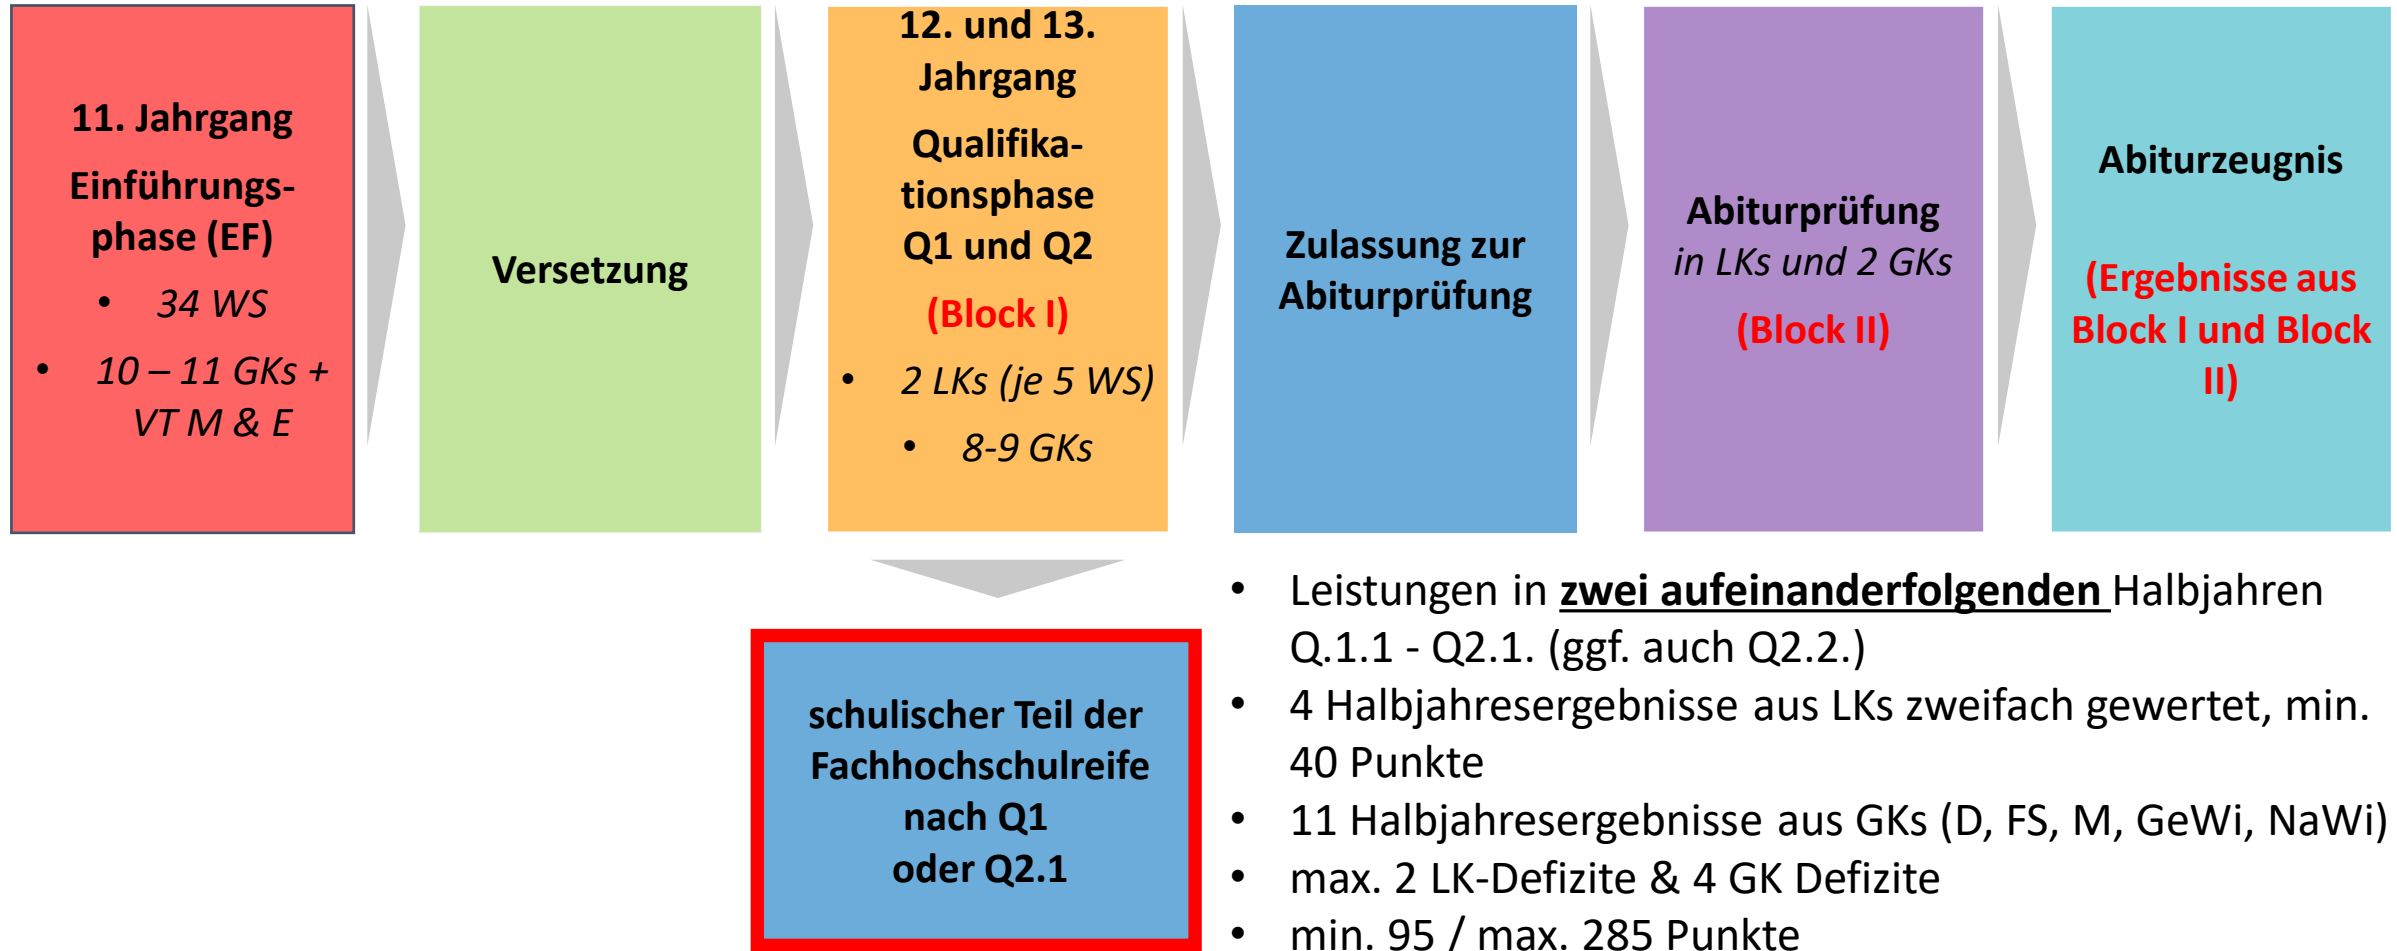 11. Jahrgang
Einführungs-
phase (EF)
• 34 WS
• 10 – 11 GKs +
VT M & E
Versetzung
12. und 13.
Jahrgang
Qualifika-
tionsphase
Q1 und Q2
(Block I)
• 2 LKs (je 5 WS)
• 8-9 GKs
Zulassung zur
Abiturprüfung
Abiturprüfung
in LKs und 2 GKs
(Block II)
Abiturzeugnis
(Ergebnisse aus
Block I und Block
II)
schulischer Teil der
Fachhochschulreife
nach Q1
oder Q2.1
• Leistungen in zwei aufeinanderfolgenden Halbjahren
Q.1.1 - Q2.1. (ggf. auch Q2.2.)
• 4 Halbjahresergebnisse aus LKs zweifach gewertet, min.
40 Punkte
• 11 Halbjahresergebnisse aus GKs (D, FS, M, GeWi, NaWi)
• max. 2 LK-Defizite & 4 GK Defizite
• min. 95 / max. 285 Punkte